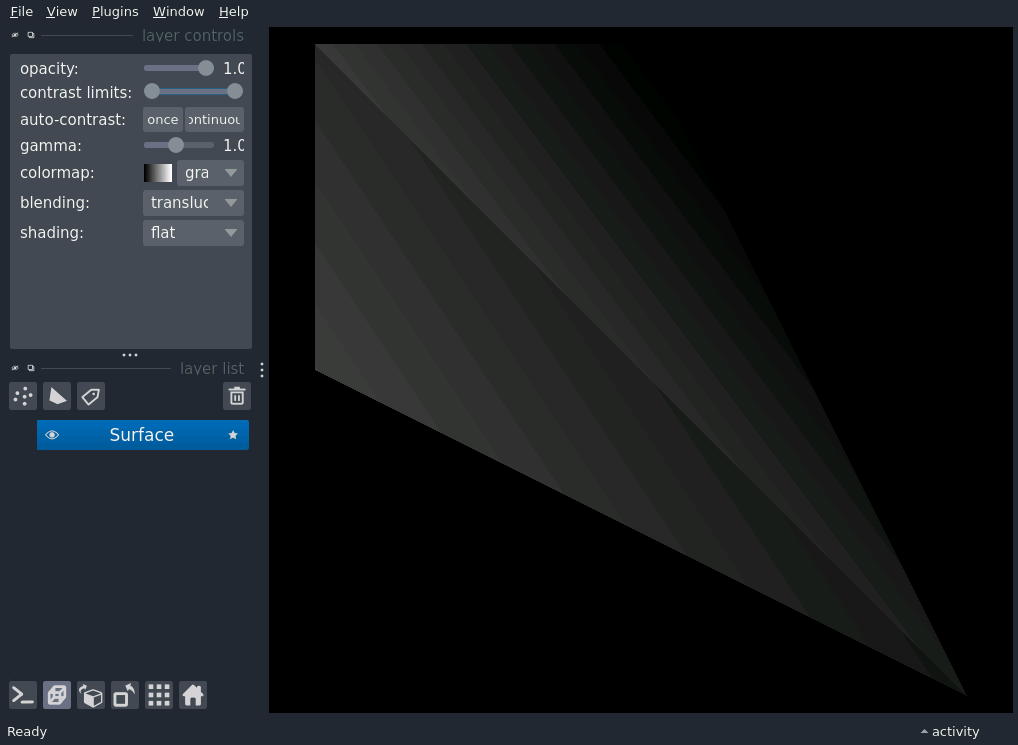 File View Plugins Window Help
layer controls
opacity: 1.0
contrast limits:
auto-contrast: once ontinuou
gamma: 1.0
colormap: gra
blending: transluc
shading: flat
layer list
Surface
Ready
activity